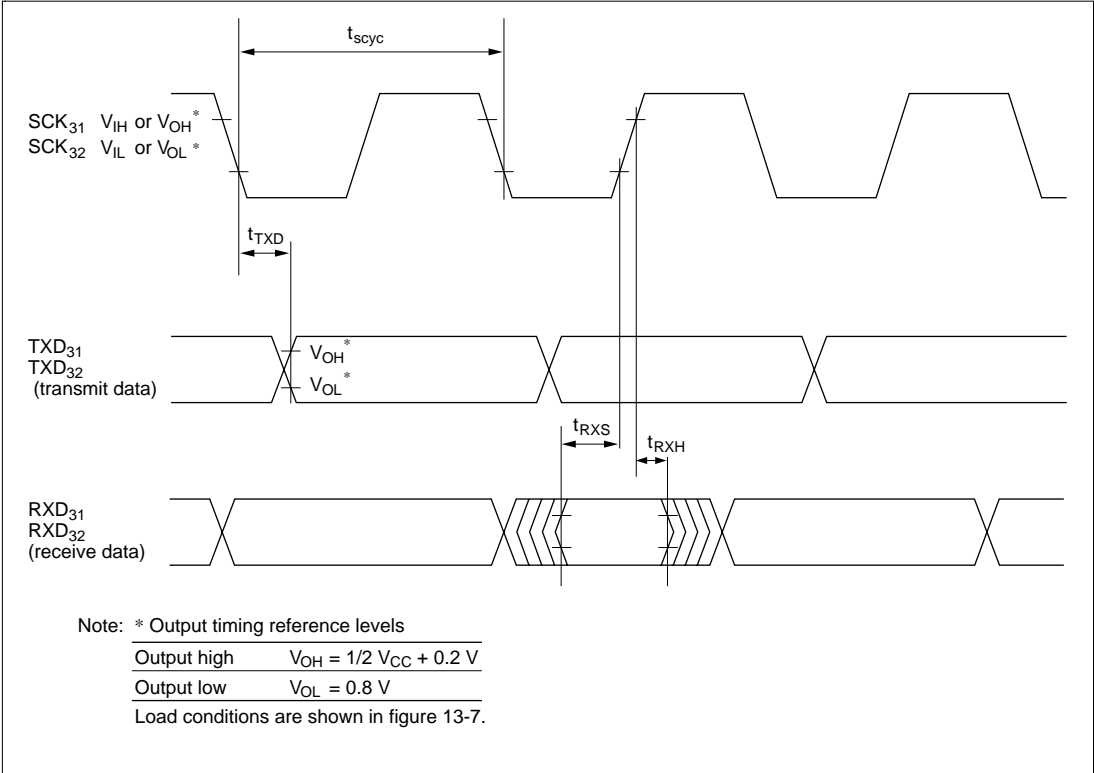 t_scyc
SCK31 VIH or VOH*
SCK32 VIL or VOL *
tTXD
TXD31
TXD32
(transmit data)
VOH*
VOL*
tRXS
tRXH
RXD31
RXD32
(receive data)
Note: * Output timing reference levels
Output high VOH = 1/2 VCC + 0.2 V
Output low VOL = 0.8 V
Load conditions are shown in figure 13-7.